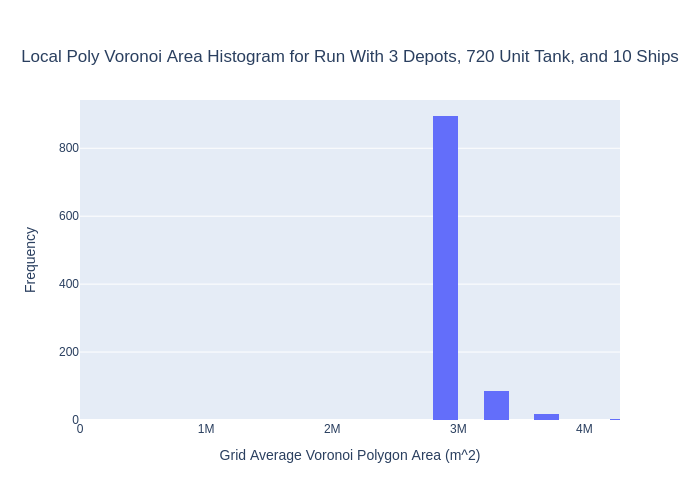 Local Poly Voronoi Area Histogram for Run With 3 Depots, 720 Unit Tank, and 10 Ships
800
600
400
200
0
0 1M 2M 3M 4M
Frequency
Grid Average Voronoi Polygon Area (m^2)